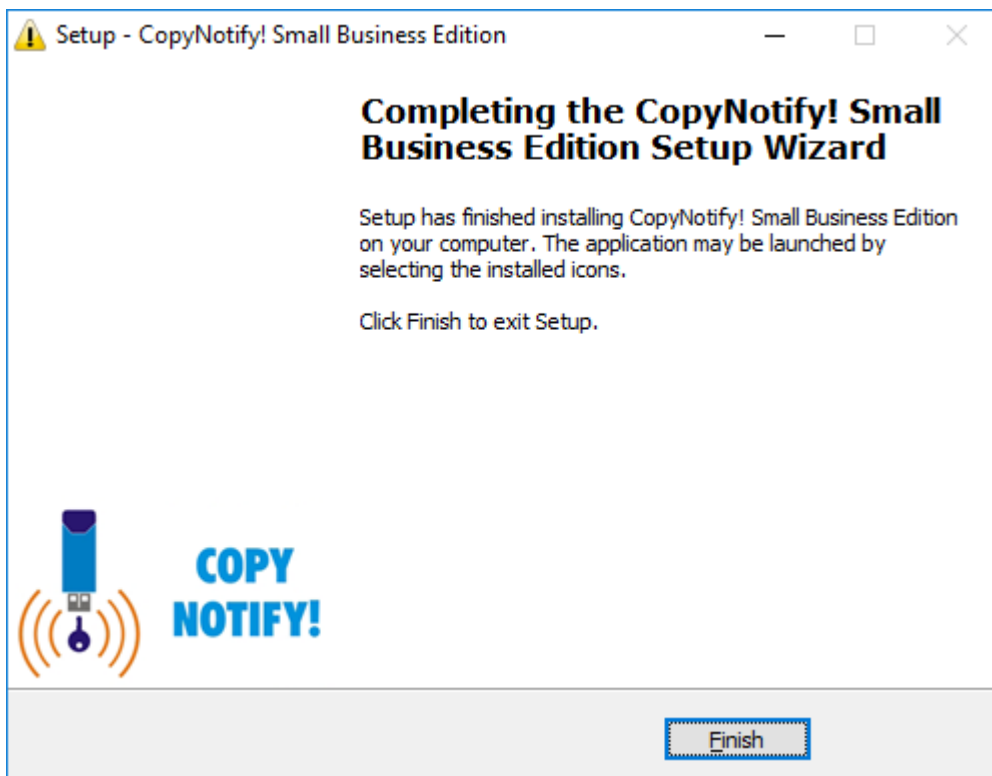 Setup - CopyNotify! Small Business Edition
Completing the CopyNotify! Small
Business Edition Setup Wizard
Setup has finished installing CopyNotify! Small Business Edition
on your computer. The application may be launched by
selecting the installed icons.
Click Finish to exit Setup.
COPY
NOTIFY!
Finish